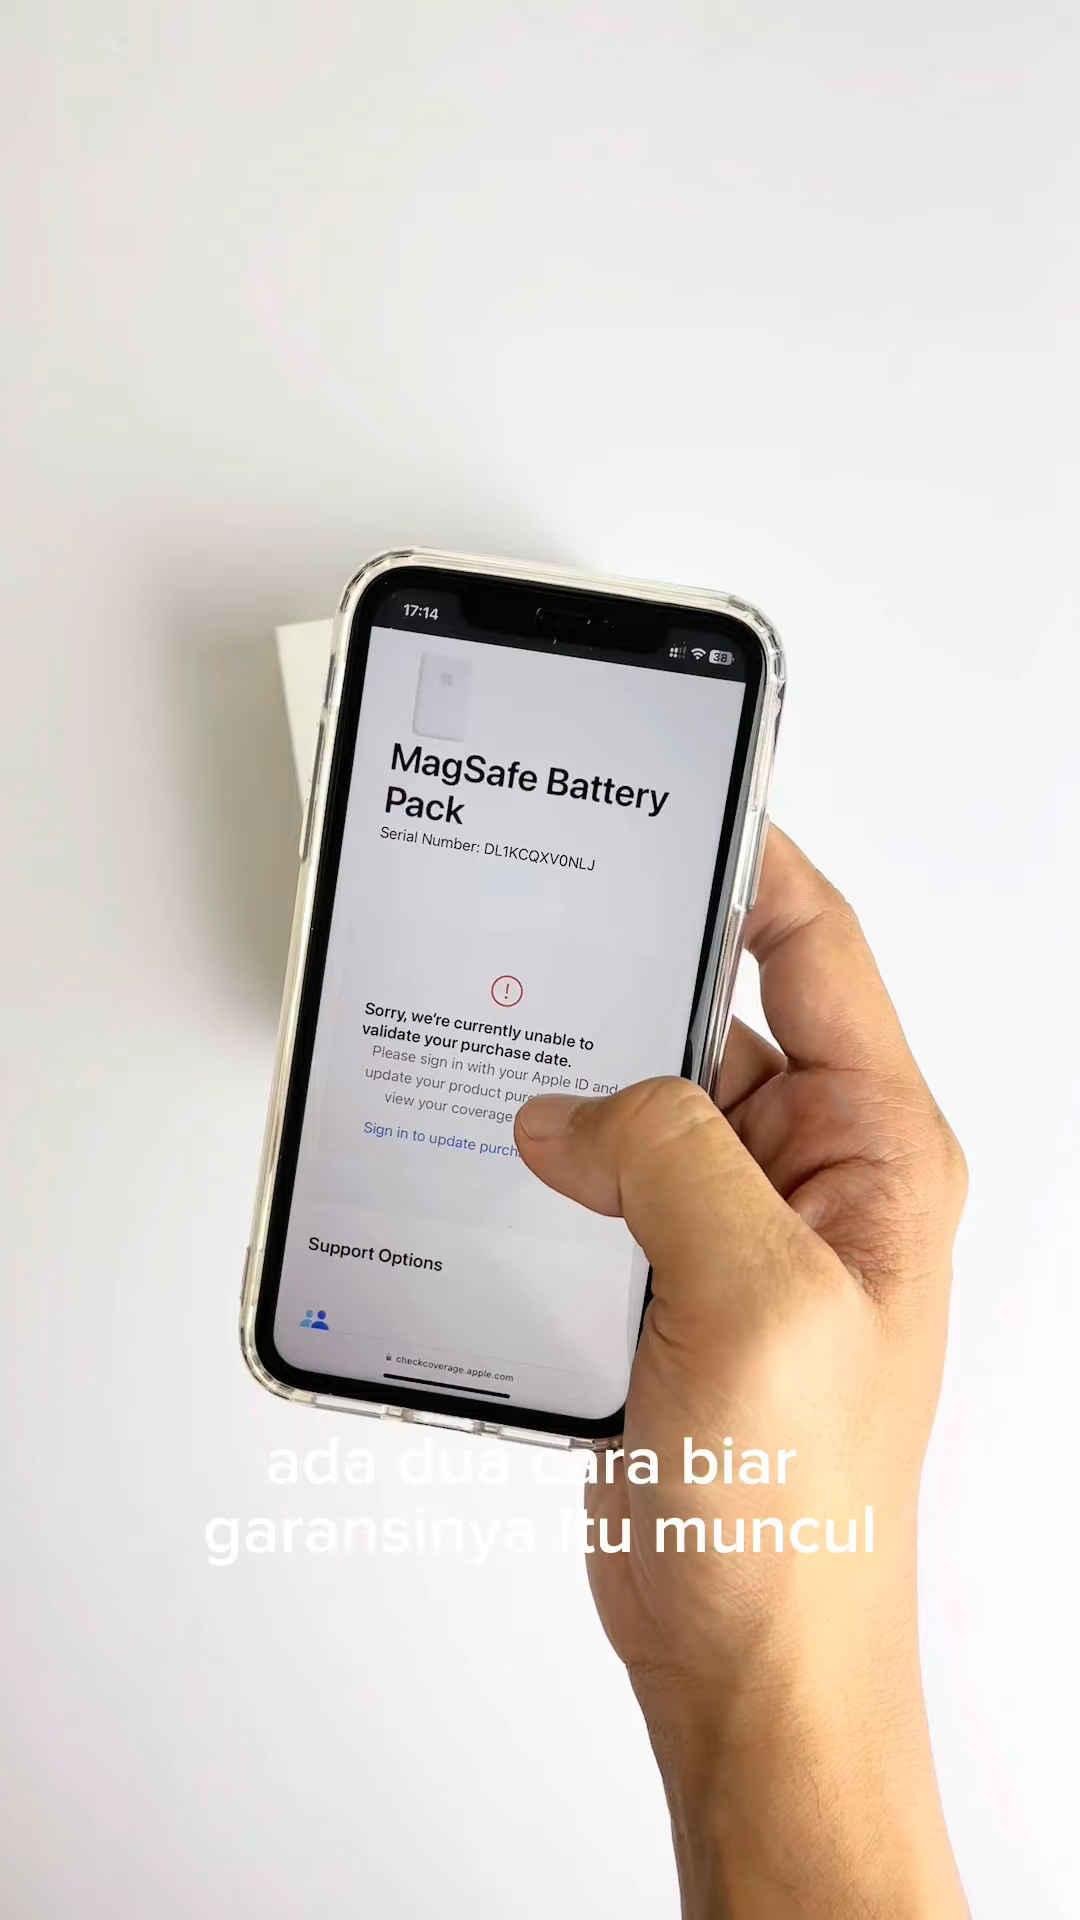 17:14
38
MagSafe Battery
Pack
Serial Number: DL1KCQXV0NLJ
Sorry, we're currently unable to
validate your purchase date.
Please sign in with your Apple ID and
update your product
view your coverage
Sign in to update
Support Options
checkcoverage.apple.com
ada dua cara biar
garansinya itu muncul